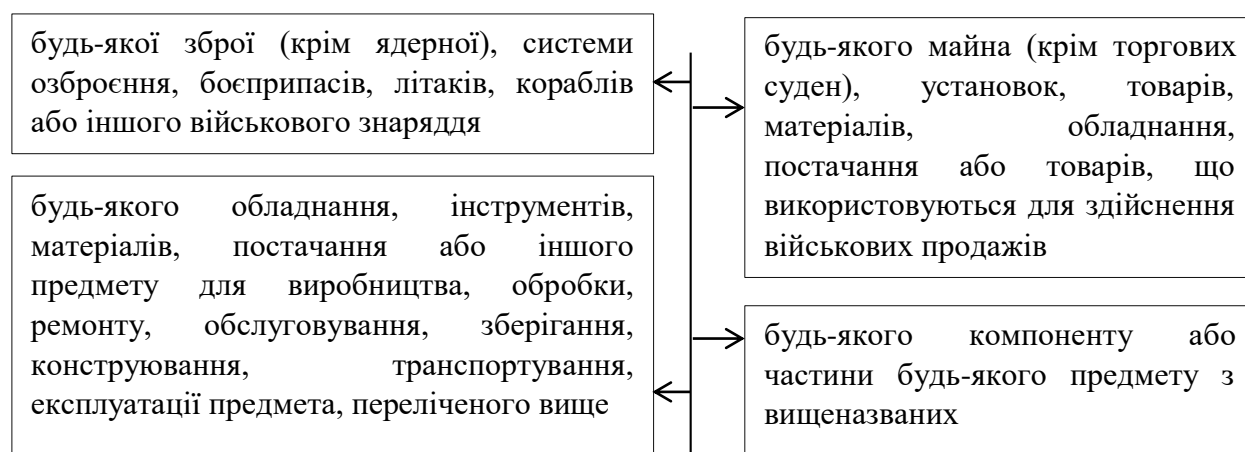 будь-якої зброї (крім ядерної), системи
озброєння, боєприпасів, літаків, кораблів
або іншого військового знаряддя
будь-якого майна (крім торгових
суден), установок, товарів,
матеріалів, обладнання,
постачання або товарів, що
використовуються для здійснення
військових продажів
будь-якого обладнання, інструментів,
матеріалів, постачання або іншого
предмету для виробництва, обробки,
ремонту, обслуговування, зберігання,
конструювання, транспортування,
експлуатації предмета, переліченого вище
будь-якого компоненту або
частини будь-якого предмету з
вищеназваних